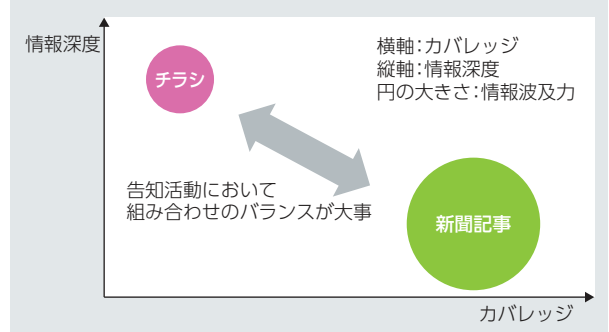 情報深度
チラシ
横軸:カバレッジ
縦軸:情報深度
円の大きさ:情報波及力
告知活動において
組み合わせのバランスが大事
新聞記事
カバレッジ